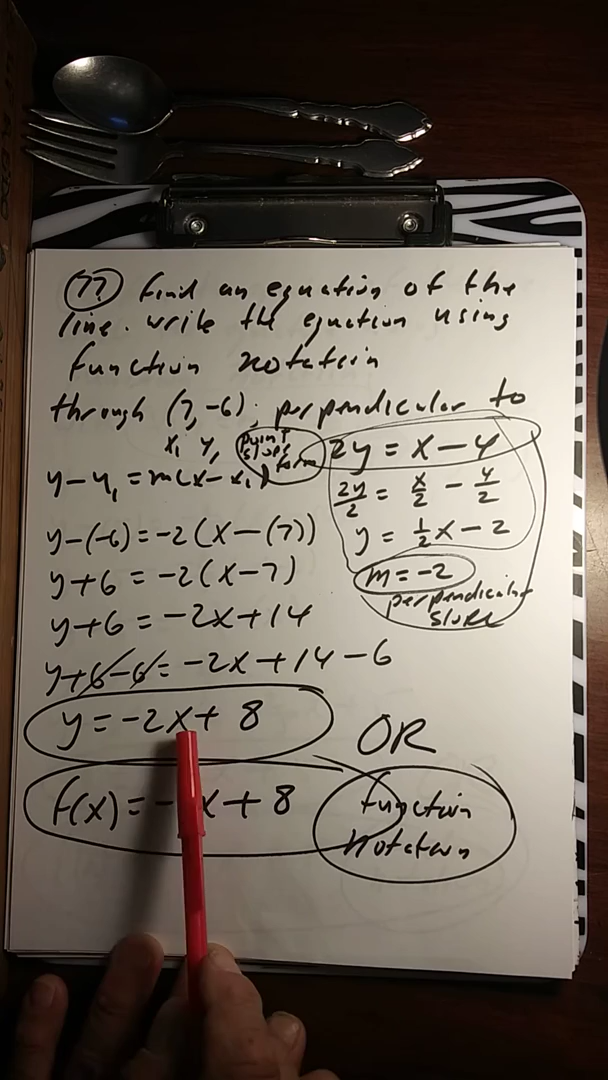 77 Find an equation of the
line. write the equation using
function notation
through (7, -6); perpendicular to
x₁ y₁ point slope form
2y = x - 4
y - y₁ = m(x - x₁)
2y/2 = x/2 - 4/2
y = 1/2 x - 2
y - (-6) = -2(x - (7))
m = -2
y + 6 = -2(x - 7)
perpendicular
slope
y + 6 = -2x + 14
y + 6 - 6 = -2x + 14 - 6
y = -2x + 8
OR
f(x) = - x + 8
function
notation